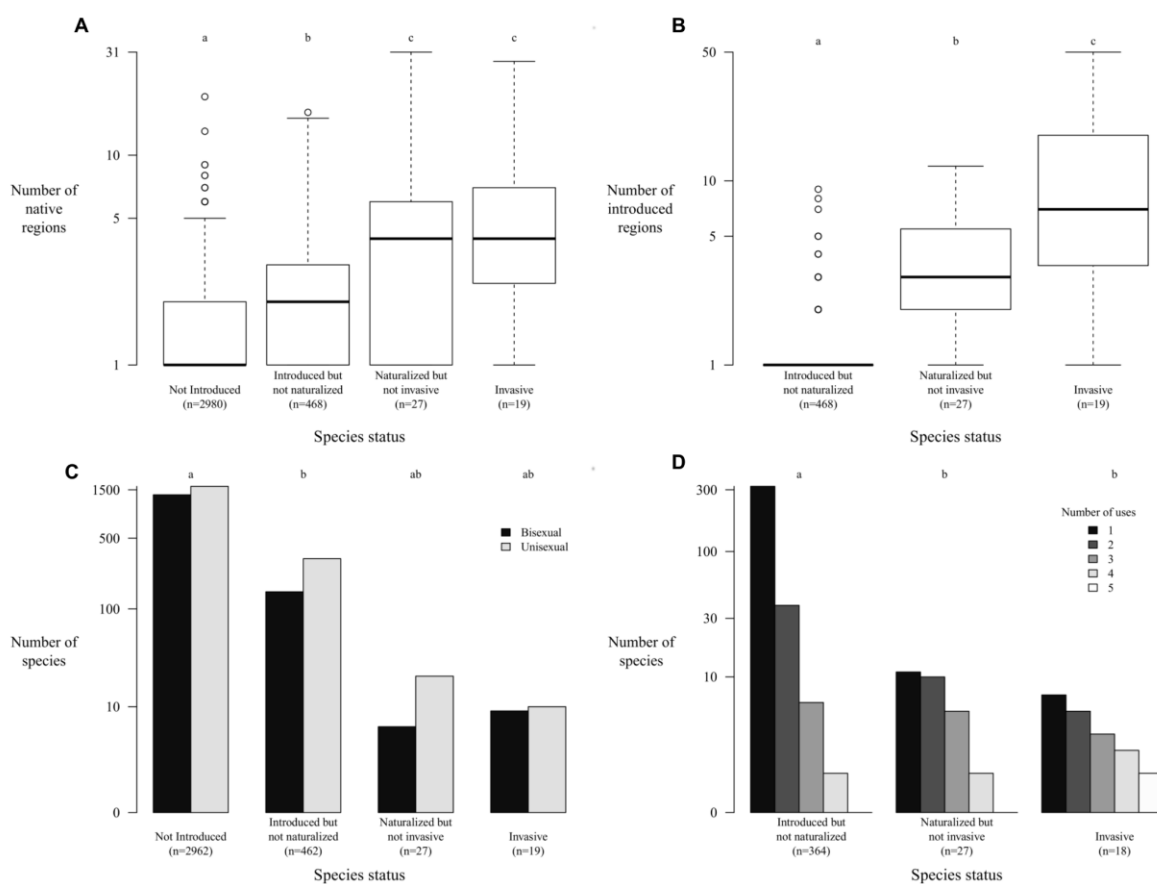 A
a b c c
31
10
5
1
Number of
native
regions
Not Introduced
(n=2980)
Introduced but
not naturalized
(n=468)
Naturalized but
not invasive
(n=27)
Invasive
(n=19)
Species status
B
a b c
50
10
5
1
Number of
introduced
regions
Introduced but
not naturalized
(n=468)
Naturalized but
not invasive
(n=27)
Invasive
(n=19)
Species status
C
a b ab ab
1500
500
100
10
0
Number of
species
Bisexual
Unisexual
Not Introduced
(n=2962)
Introduced but
not naturalized
(n=462)
Naturalized but
not invasive
(n=27)
Invasive
(n=19)
Species status
D
a b b
300
100
30
10
0
Number of
species
Number of uses
1
2
3
4
5
Introduced but
not naturalized
(n=364)
Naturalized but
not invasive
(n=27)
Invasive
(n=18)
Species status